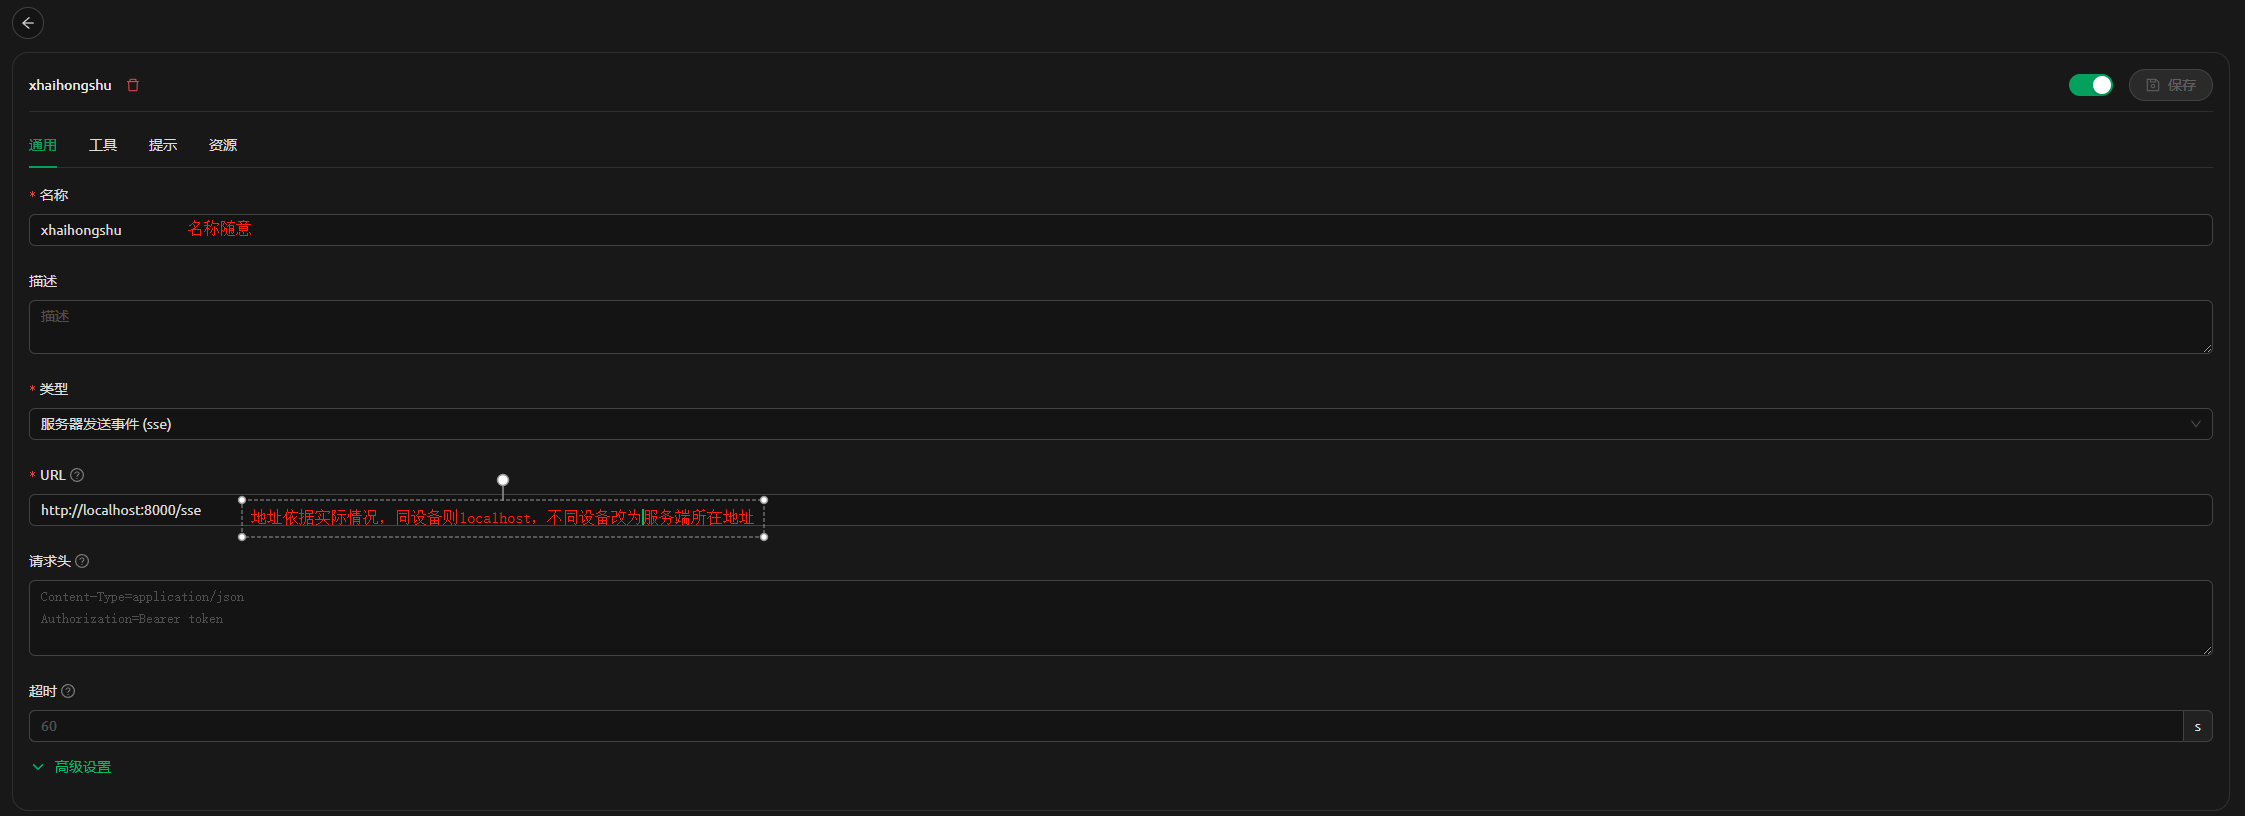 xhaihongshu
保存
通用 工具 提示 资源
* 名称
xhaihongshu 名称随意
描述
描述
* 类型
服务器发送事件 (sse)
* URL
http://localhost:8000/sse 地址依据实际情况，同设备则localhost，不同设备改为服务端所在地址
请求头
Content-Type=application/json
Authorization=Bearer token
超时
60 s
高级设置